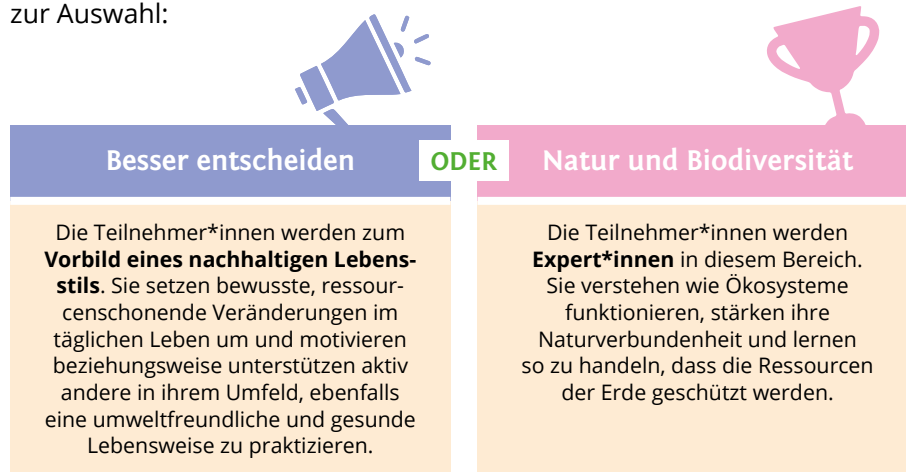 zur Auswahl:
Besser entscheiden
ODER
Natur und Biodiversität
Die Teilnehmer*innen werden zum
Vorbild eines nachhaltigen Lebens-
stils. Sie setzen bewusste, ressour-
censchonende Veränderungen im
täglichen Leben um und motivieren
beziehungsweise unterstützen aktiv
andere in ihrem Umfeld, ebenfalls
eine umweltfreundliche und gesunde
Lebensweise zu praktizieren.
Die Teilnehmer*innen werden
Expert*innen in diesem Bereich.
Sie verstehen wie Ökosysteme
funktionieren, stärken ihre
Naturverbundenheit und lernen
so zu handeln, dass die Ressourcen
der Erde geschützt werden.